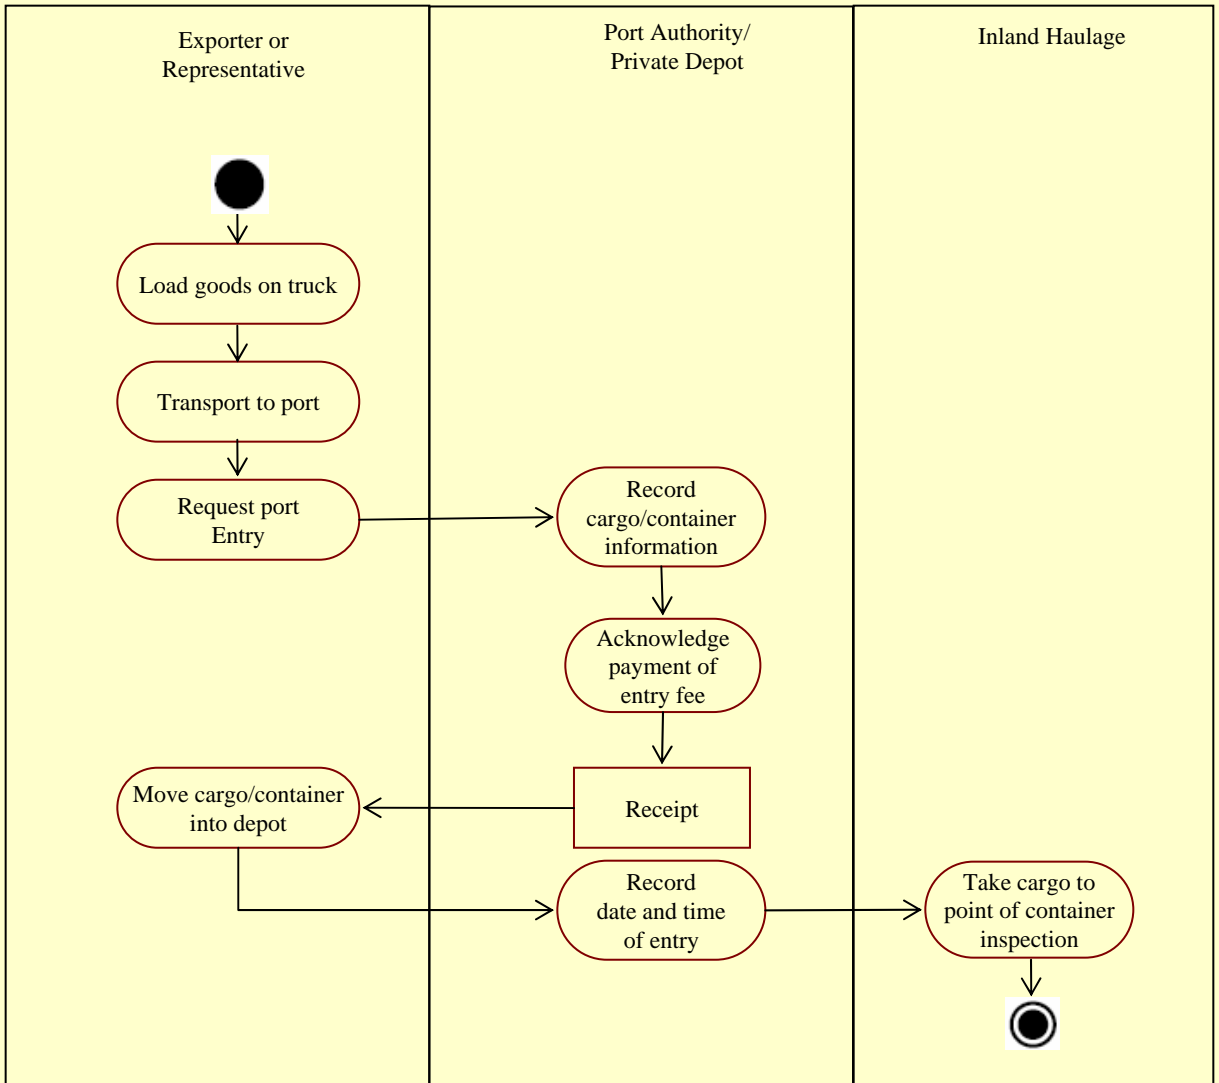 Exporter or
Representative
Port Authority/
Private Depot
Inland Haulage
Load goods on truck
Transport to port
Request port
Entry
Record
cargo/container
information
Acknowledge
payment of
entry fee
Receipt
Move cargo/container
into depot
Record
date and time
of entry
Take cargo to
point of container
inspection